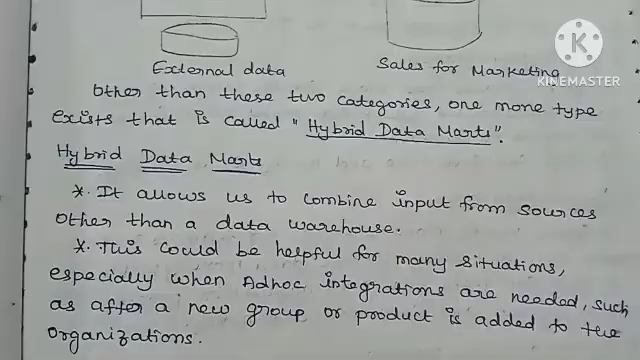 K
KINEMASTER
External data
Sales for Marketing
Other than these two categories, one more type
exists that is called "Hybrid Data Marts".
Hybrid Data Marts
*. It allows us to combine input from sources
other than a data warehouse.
*. This could be helpful for many situations,
especially when Adhoc integrations are needed, such
as after a new group or product is added to the
organizations.